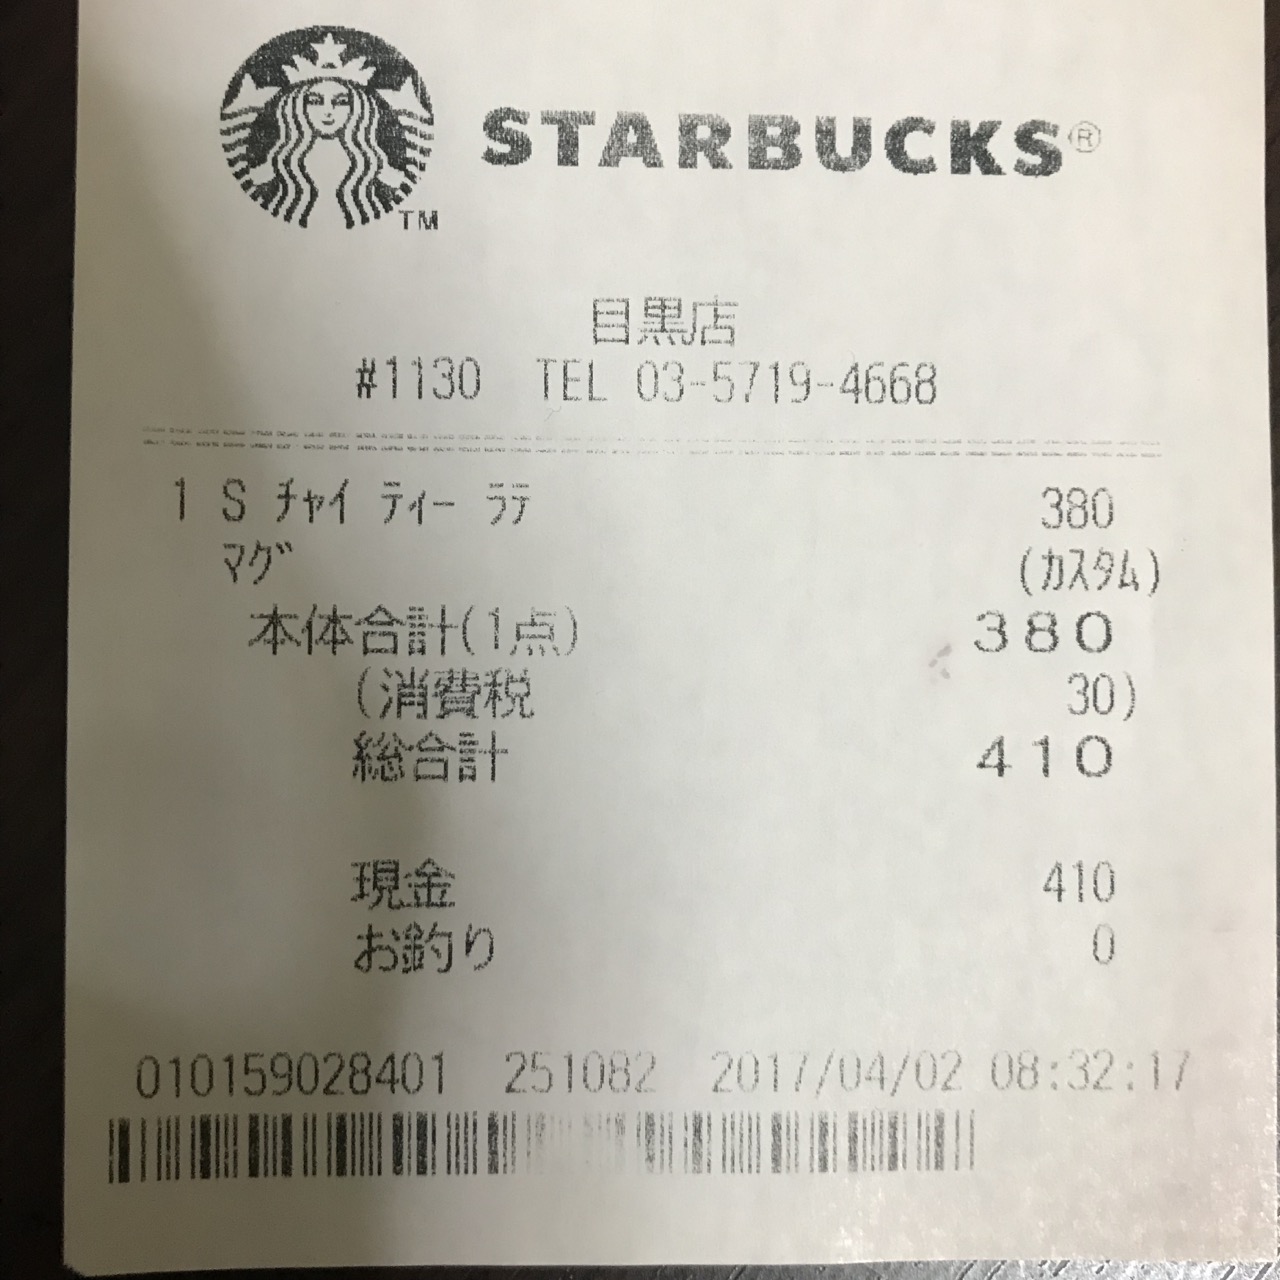 STARBUCKS®
TM
目黒店
#1130 TEL 03-5719-4668
1 S ﾁｬｲ ﾃｨｰ ﾗﾃ 380
ﾏｸﾞ (ｶｽﾀﾑ)
本体合計(1点) 380
(消費税 30)
総合計 410
現金 410
お釣り 0
010159028401 251082 2017/04/02 08:32:17